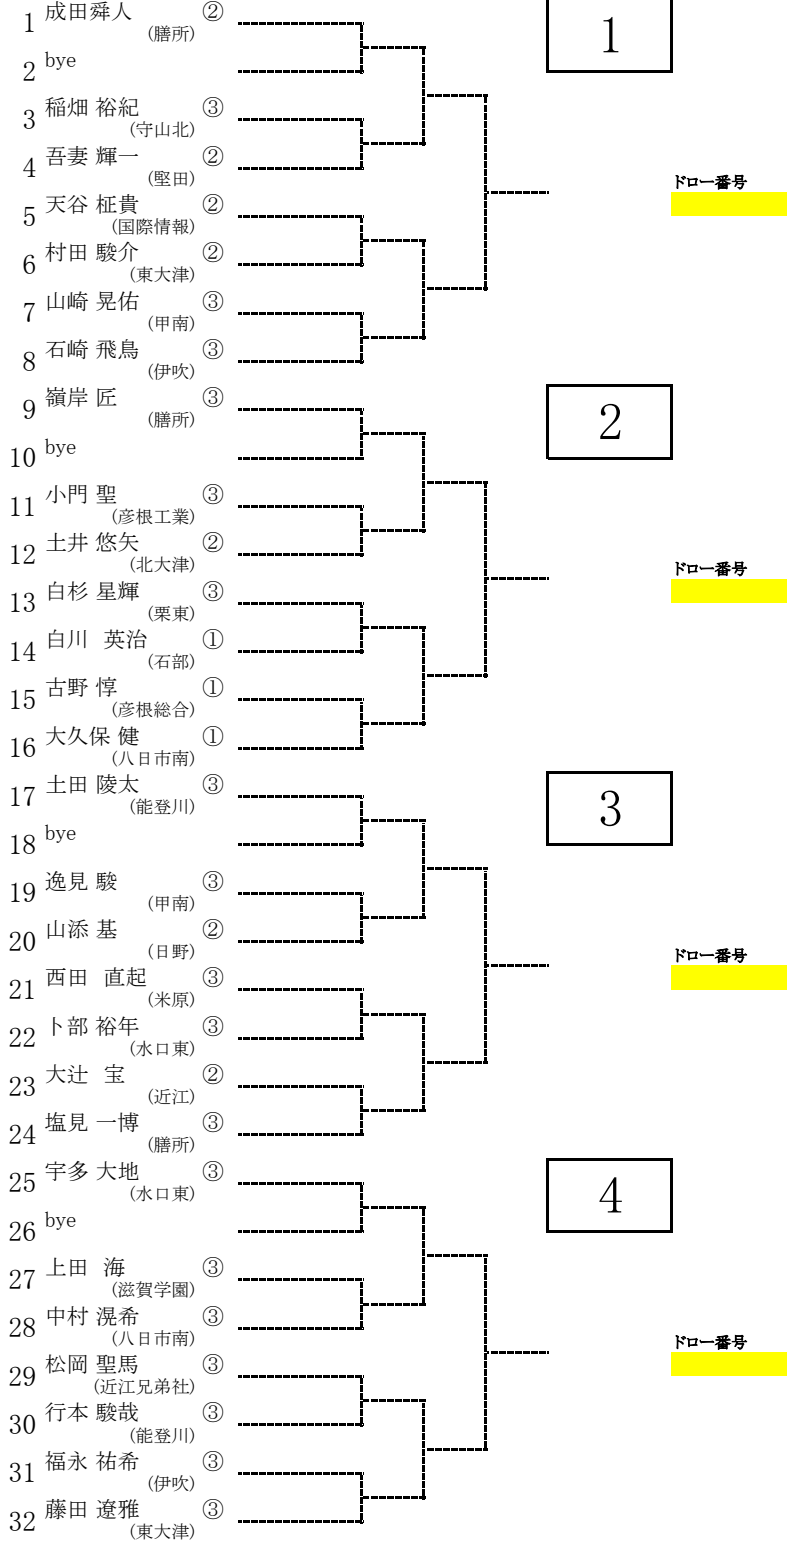 1 成田舜人 ②
(膳所)
1
2 bye
3 稲畑 裕紀 ③
(守山北)
4 吾妻 輝一 ②
(堅田)
ドロー番号
5 天谷 柾貴 ②
(国際情報)
6 村田 駿介 ②
(東大津)
7 山崎 晃佑 ③
(甲南)
8 石崎 飛鳥 ③
(伊吹)
9 嶺岸 匠 ③
(膳所)
2
10 bye
11 小門 聖 ③
(彦根工業)
12 土井 悠矢 ②
(北大津)
ドロー番号
13 白杉 星輝 ③
(栗東)
14 白川 英治 ①
(石部)
15 古野 惇 ①
(彦根総合)
16 大久保 健 ①
(八日市南)
17 土田 陵太 ③
(能登川)
3
18 bye
19 逸見 駿 ③
(甲南)
20 山添 基 ②
(日野)
ドロー番号
21 西田 直起 ③
(米原)
22 卜部 裕年 ③
(水口東)
23 大辻 宝 ②
(近江)
24 塩見 一博 ③
(膳所)
25 宇多 大地 ③
(水口東)
4
26 bye
27 上田 海 ③
(滋賀学園)
28 中村 滉希 ③
(八日市南)
ドロー番号
29 松岡 聖馬 ③
(近江兄弟社)
30 行本 駿哉 ③
(能登川)
31 福永 祐希 ③
(伊吹)
32 藤田 遼雅 ③
(東大津)